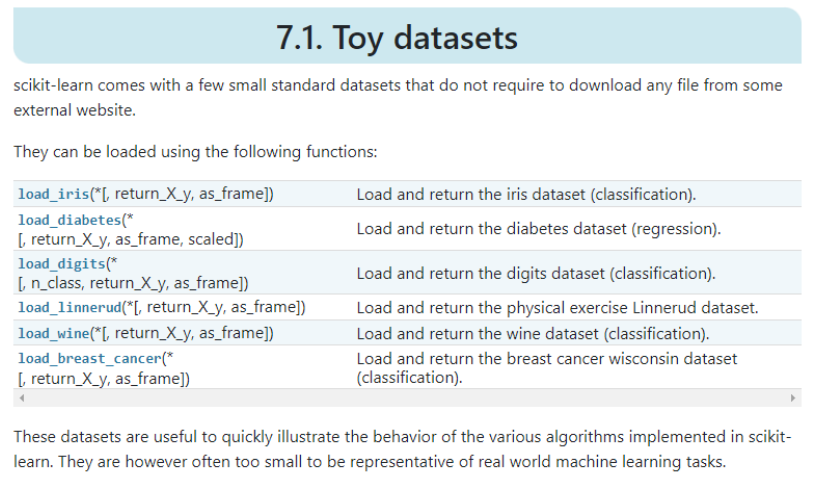 7.1. Toy datasets
scikit-learn comes with a few small standard datasets that do not require to download any file from some
external website.
They can be loaded using the following functions:
load_iris(*[, return_X_y, as_frame]) Load and return the iris dataset (classification).
load_diabetes(*
[, return_X_y, as_frame, scaled]) Load and return the diabetes dataset (regression).
load_digits(*
[, n_class, return_X_y, as_frame]) Load and return the digits dataset (classification).
load_linnerud(*[, return_X_y, as_frame]) Load and return the physical exercise Linnerud dataset.
load_wine(*[, return_X_y, as_frame]) Load and return the wine dataset (classification).
load_breast_cancer(* Load and return the breast cancer wisconsin dataset
[, return_X_y, as_frame]) (classification).
These datasets are useful to quickly illustrate the behavior of the various algorithms implemented in scikit-
learn. They are however often too small to be representative of real world machine learning tasks.